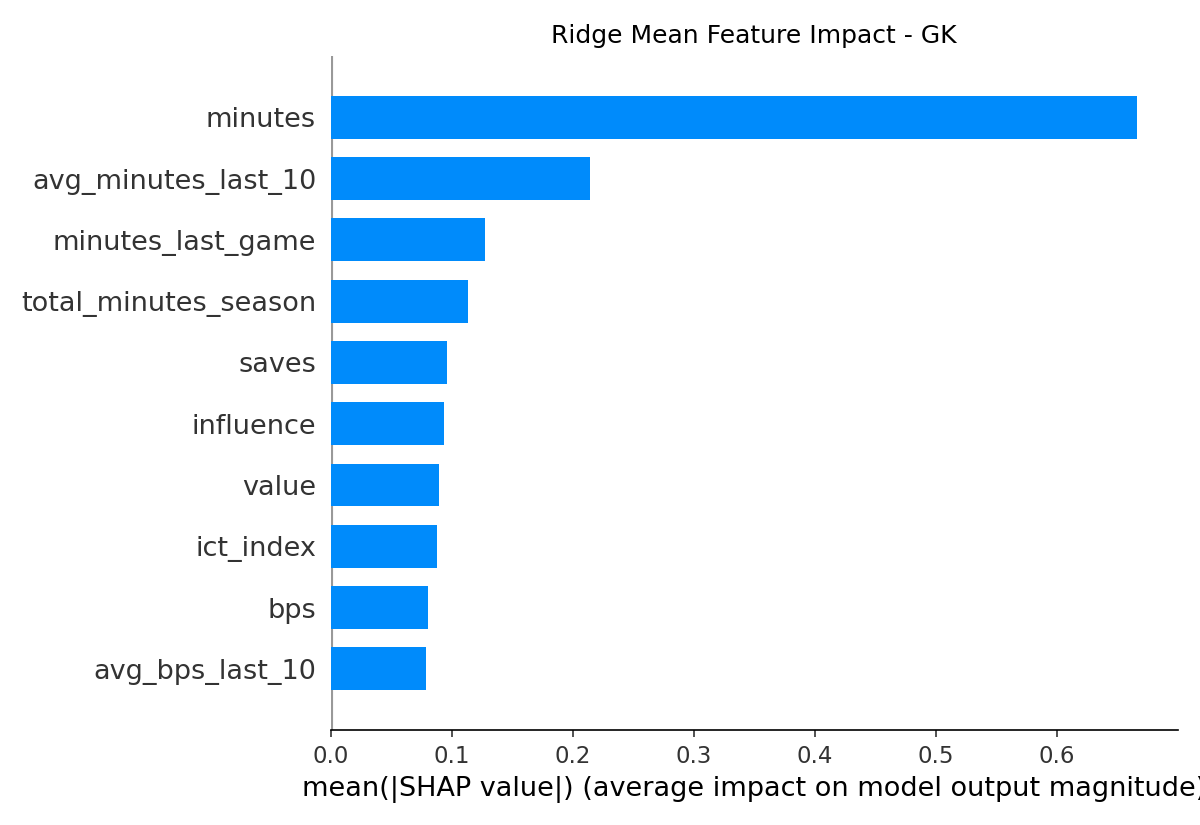 Ridge Mean Feature Impact - GK
minutes
avg_minutes_last_10
minutes_last_game
total_minutes_season
saves
influence
value
ict_index
bps
avg_bps_last_10
0.0 0.1 0.2 0.3 0.4 0.5 0.6
mean(|SHAP value|) (average impact on model output magnitude)